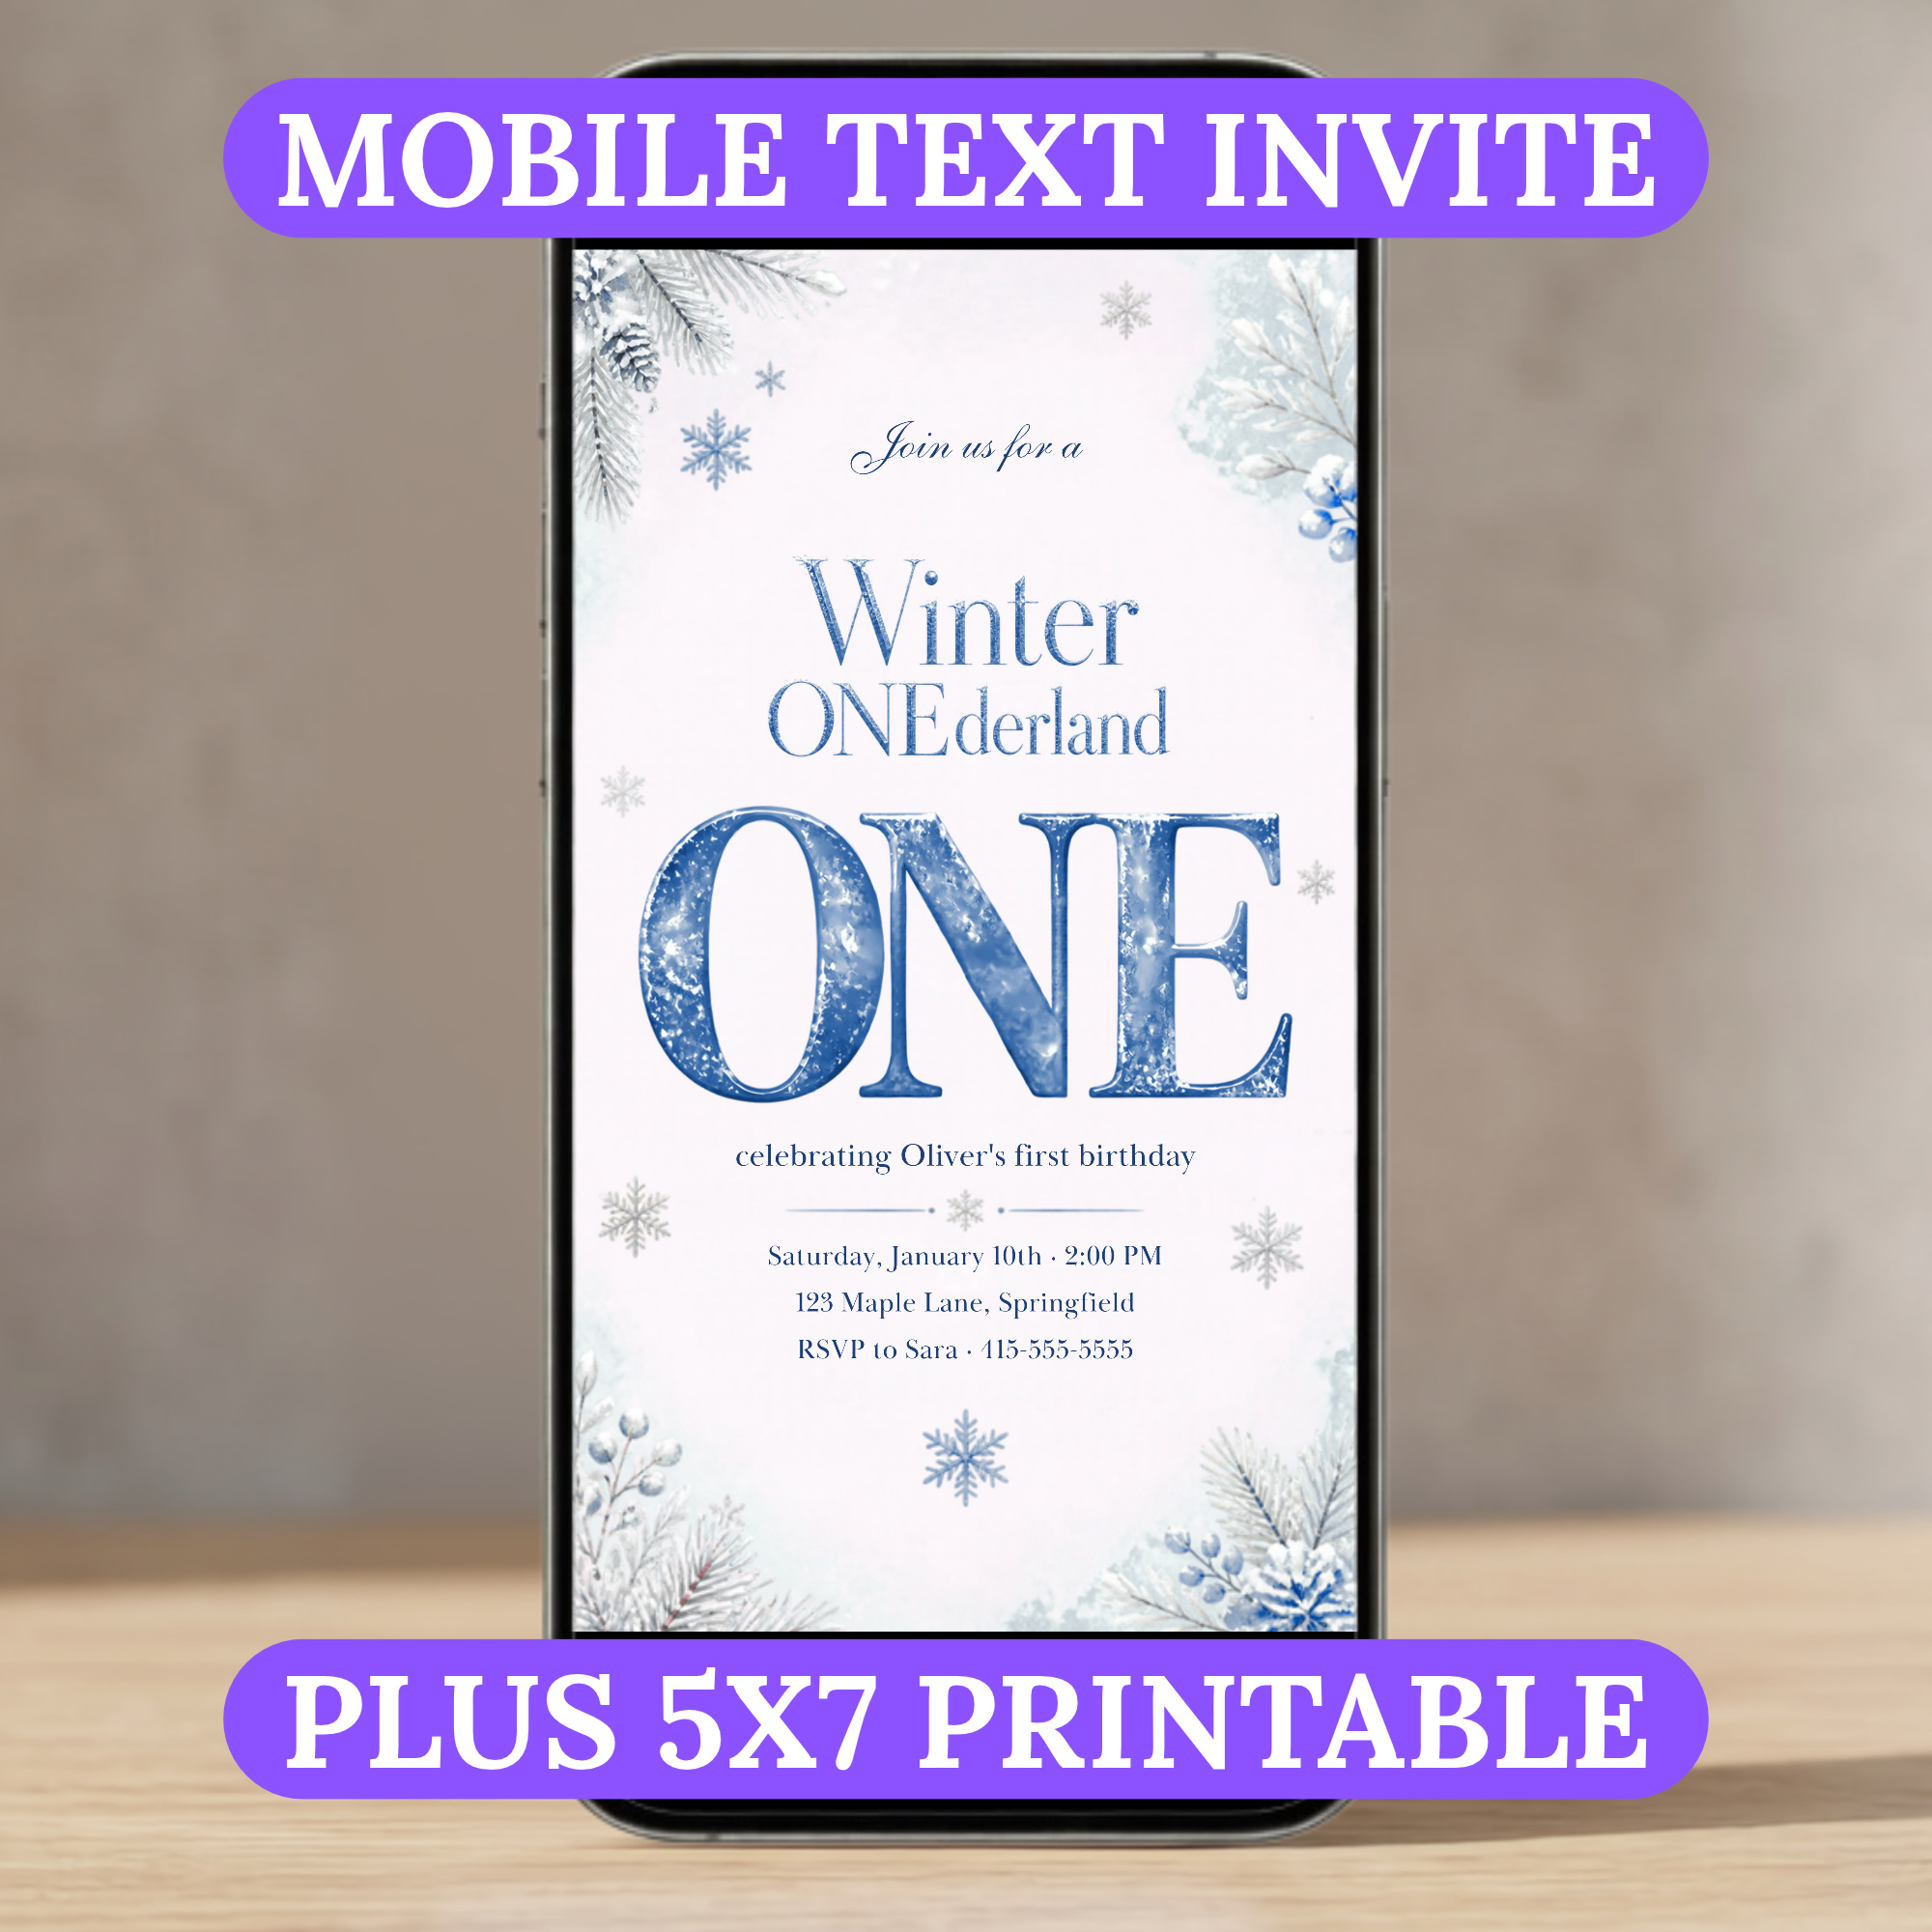 MOBILE TEXT INVITE
Join us for a
Winter
ONEderland
ONE
celebrating Oliver's first birthday
Saturday, January 10th · 2:00 PM
123 Maple Lane, Springfield
RSVP to Sara · 415-555-5555
PLUS 5X7 PRINTABLE